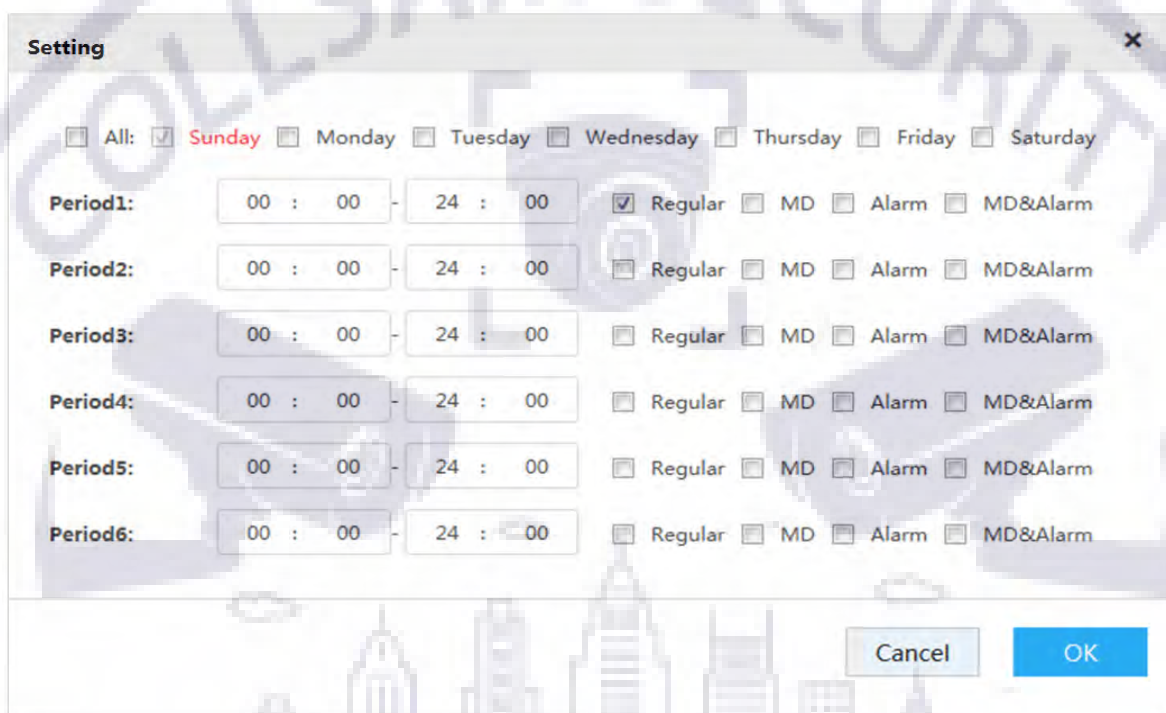 Setting ×
All: Sunday Monday Tuesday Wednesday Thursday Friday Saturday
Period1: 00 : 00 - 24 : 00 Regular MD Alarm MD&Alarm
Period2: 00 : 00 - 24 : 00 Regular MD Alarm MD&Alarm
Period3: 00 : 00 - 24 : 00 Regular MD Alarm MD&Alarm
Period4: 00 : 00 - 24 : 00 Regular MD Alarm MD&Alarm
Period5: 00 : 00 - 24 : 00 Regular MD Alarm MD&Alarm
Period6: 00 : 00 - 24 : 00 Regular MD Alarm MD&Alarm
Cancel OK